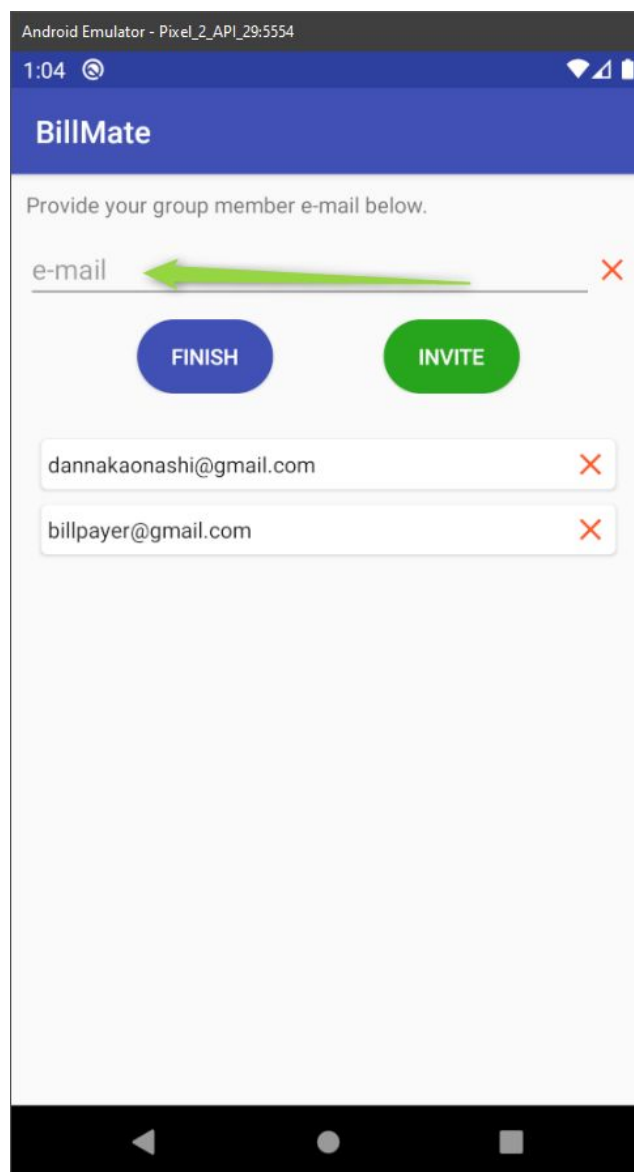 Android Emulator - Pixel_2_API_29:5554
1:04
BillMate
Provide your group member e-mail below.
e-mail
FINISH INVITE
dannakaonashi@gmail.com
billpayer@gmail.com